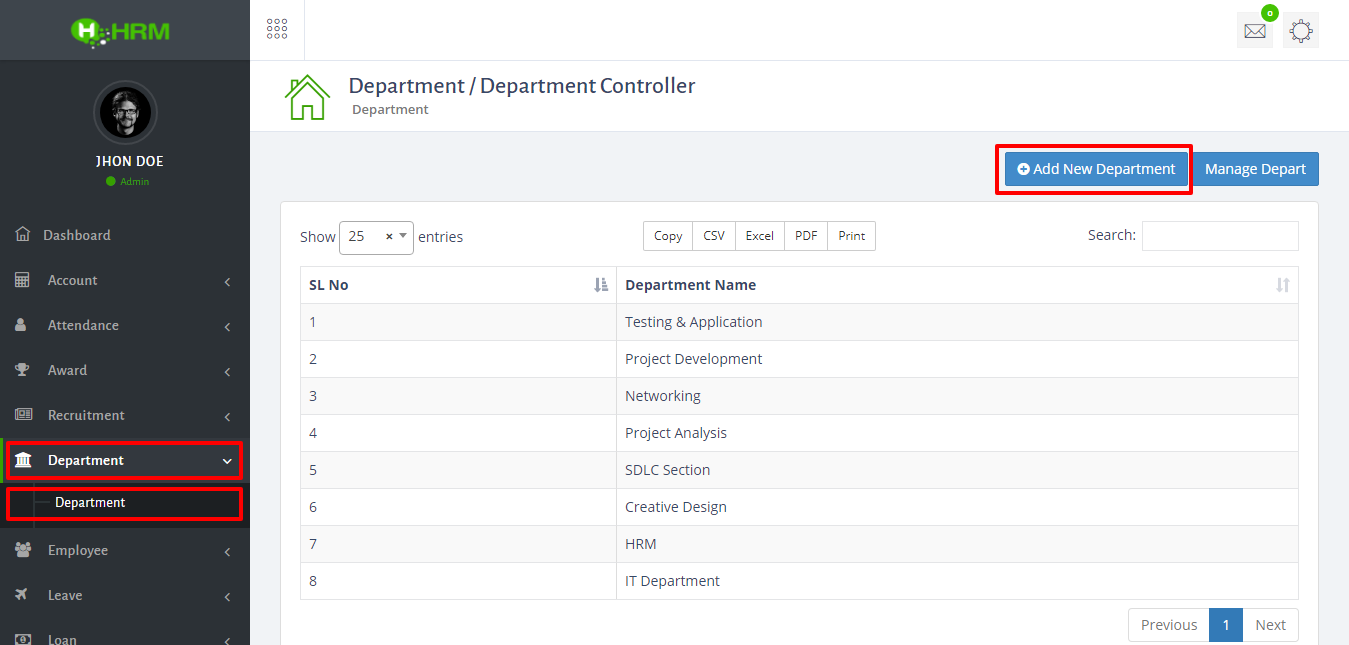 HRM
JHON DOE
Admin
Dashboard
Account
Attendance
Award
Recruitment
Department
Department
Employee
Leave
Loan
0
Department / Department Controller
Department
Add New Department
Manage Depart
Show 25 × entries
Copy CSV Excel PDF Print
Search:
SL No Department Name
1 Testing & Application
2 Project Development
3 Networking
4 Project Analysis
5 SDLC Section
6 Creative Design
7 HRM
8 IT Department
Previous 1 Next